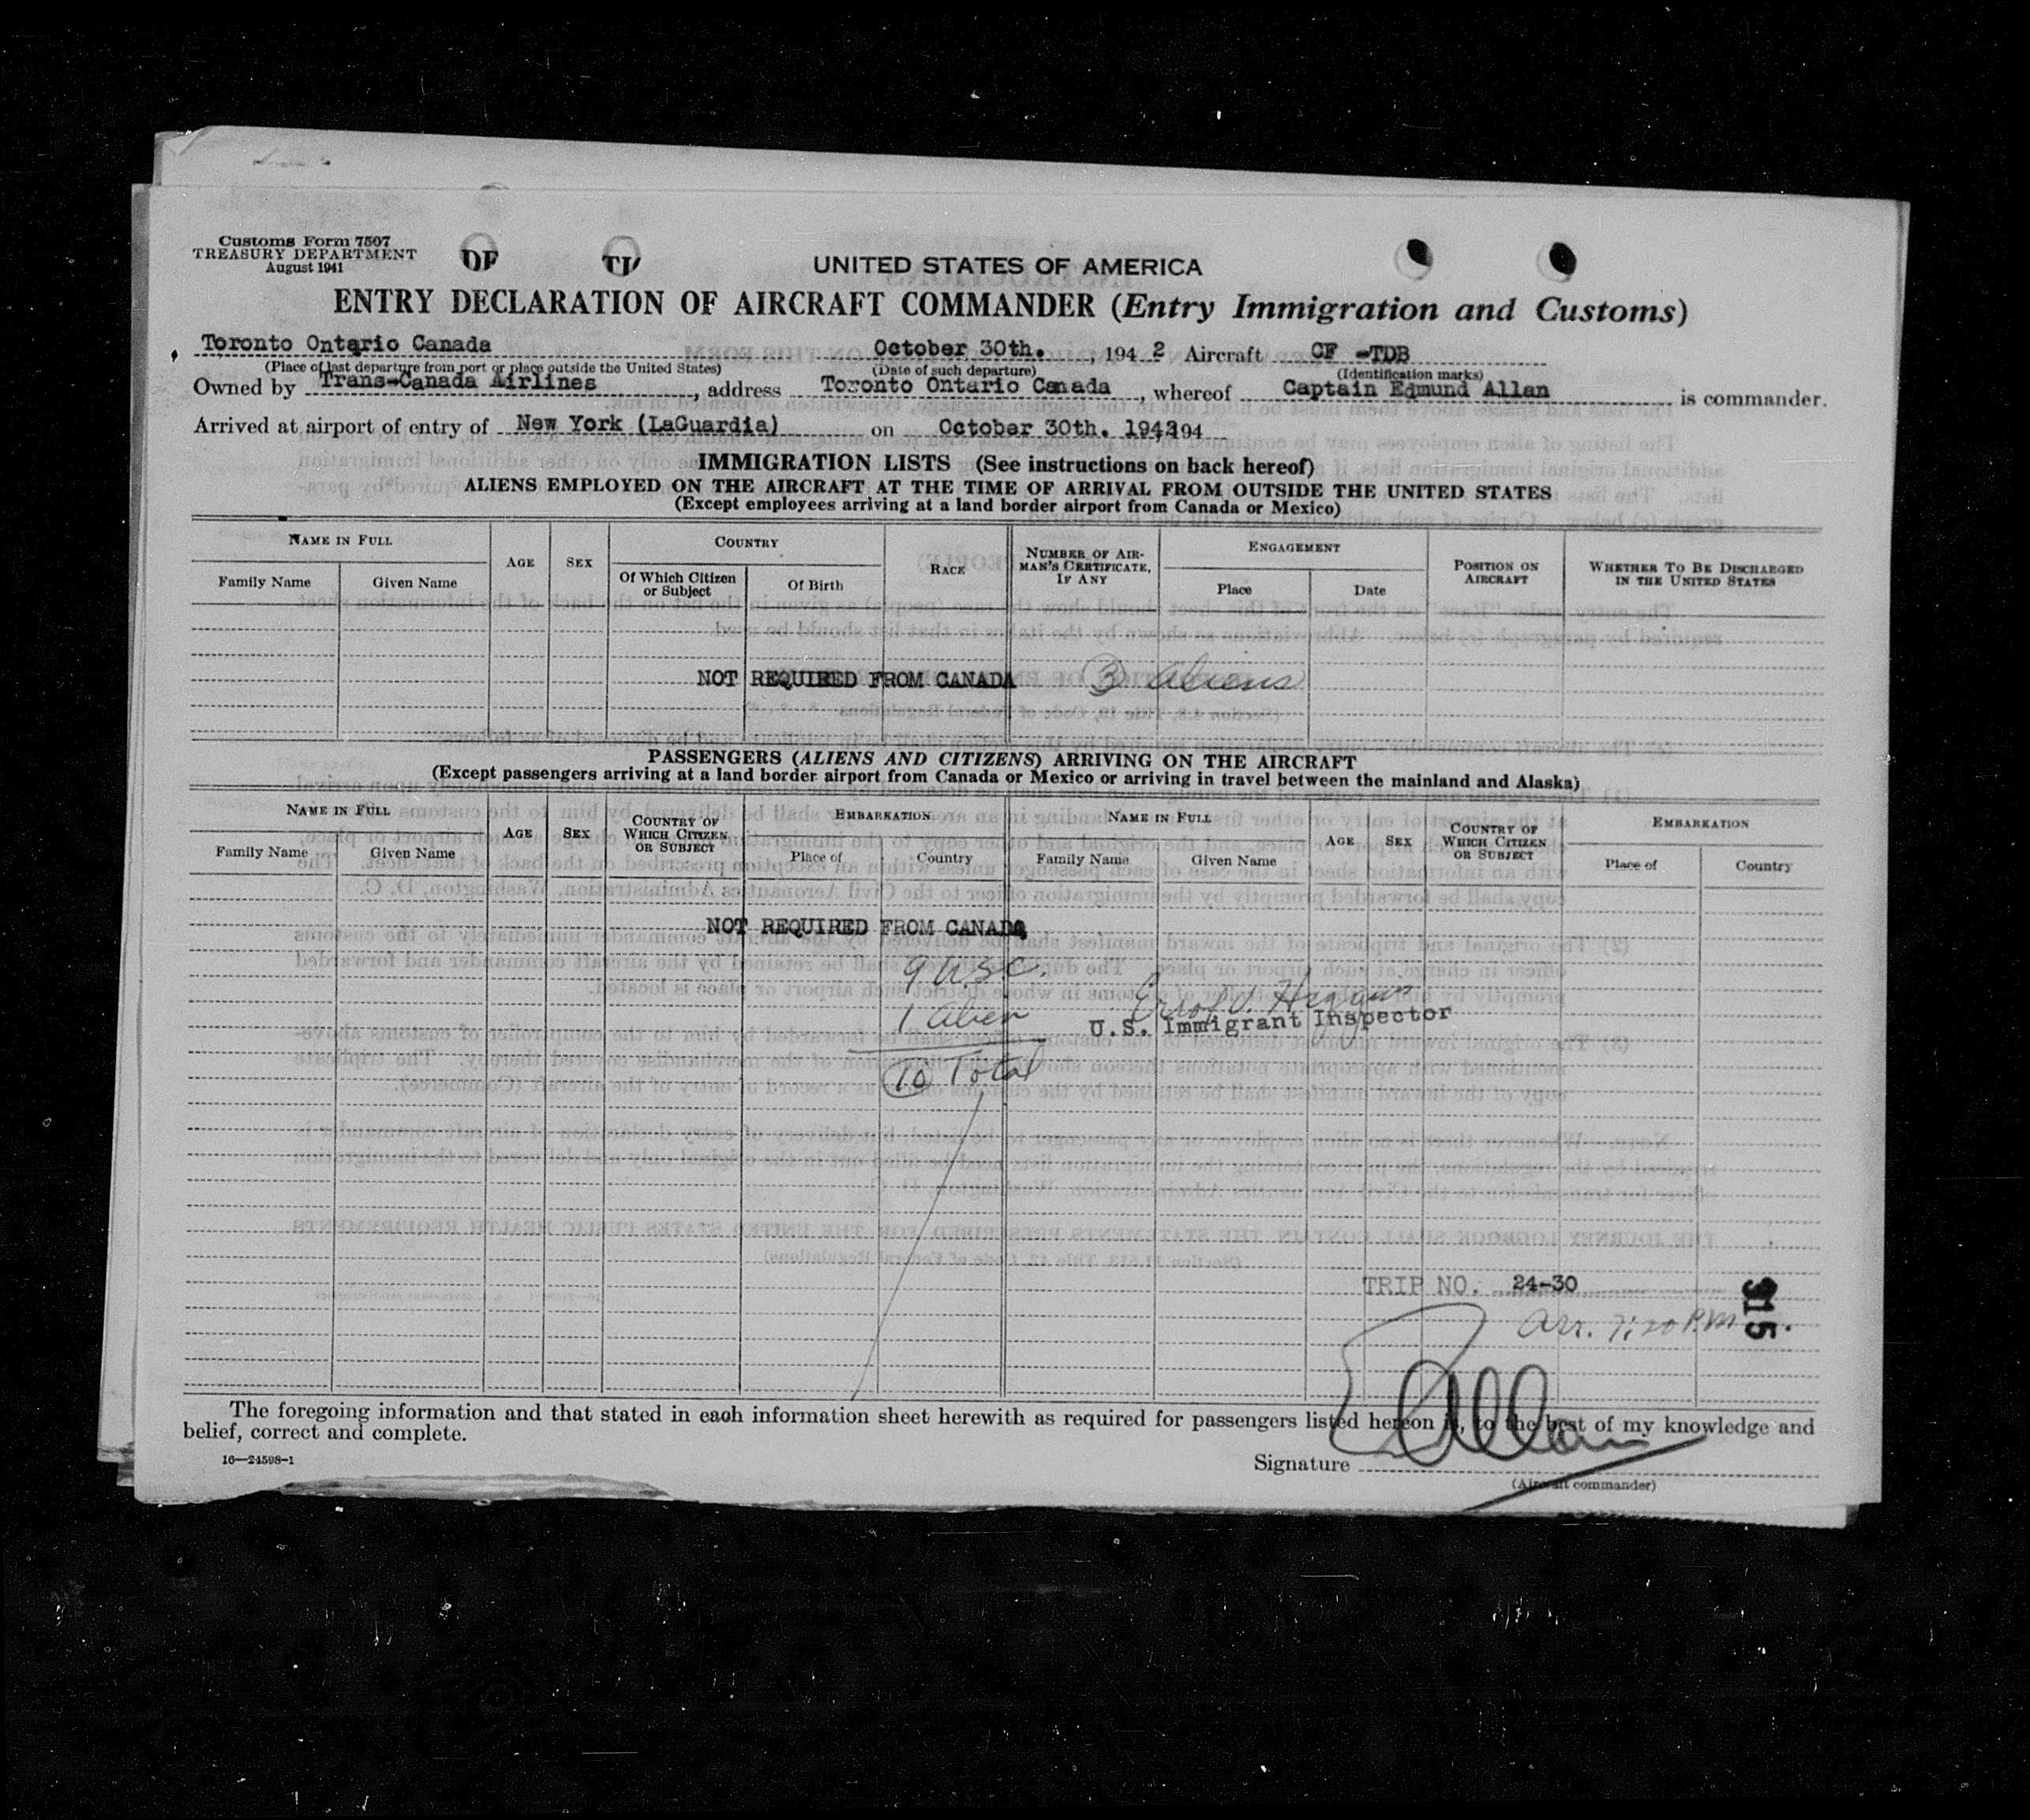 Customs Form 7507
TREASURY DEPARTMENT
August 1941
UNITED STATES OF AMERICA
ENTRY DECLARATION OF AIRCRAFT COMMANDER (Entry Immigration and Customs)
Toronto Ontario Canada October 30th. 194 2 Aircraft CF -TDB
(Place of last departure from port or place outside the United States) (Date of such departure) (Identification marks)
Owned by Trans-Canada Airlines, address Toronto Ontario Canada, whereof Captain Edmund Allan is commander.
Arrived at airport of entry of New York (LaGuardia) on October 30th. 1942, 194
IMMIGRATION LISTS (See instructions on back hereof)
ALIENS EMPLOYED ON THE AIRCRAFT AT THE TIME OF ARRIVAL FROM OUTSIDE THE UNITED STATES
(Except employees arriving at a land border airport from Canada or Mexico)
NAME IN FULL AGE SEX COUNTRY RACE NUMBER OF AIRMAN'S CERTIFICATE, IF ANY ENGAGEMENT POSITION ON AIRCRAFT WHETHER TO BE DISCHARGED IN THE UNITED STATES
Family Name Given Name Of Which Citizen or Subject Of Birth Place Date
NOT REQUIRED FROM CANADA 3 aliens
PASSENGERS (ALIENS AND CITIZENS) ARRIVING ON THE AIRCRAFT
(Except passengers arriving at a land border airport from Canada or Mexico or arriving in travel between the mainland and Alaska)
NAME IN FULL AGE SEX COUNTRY OF WHICH CITIZEN OR SUBJECT EMBARKATION NAME IN FULL AGE SEX COUNTRY OF WHICH CITIZEN OR SUBJECT EMBARKATION
Family Name Given Name Place of Country Family Name Given Name Place of Country
NOT REQUIRED FROM CANADA
9 U.S.C.
1 alien
U.S. Immigrant Inspector
10 Total
TRIP NO. 24-30
315
Arr. 7:20 P.M.
The foregoing information and that stated in each information sheet herewith as required for passengers listed hereon is, to the best of my knowledge and
belief, correct and complete.
16—24598-1
Signature E Allan
(Aircraft commander)